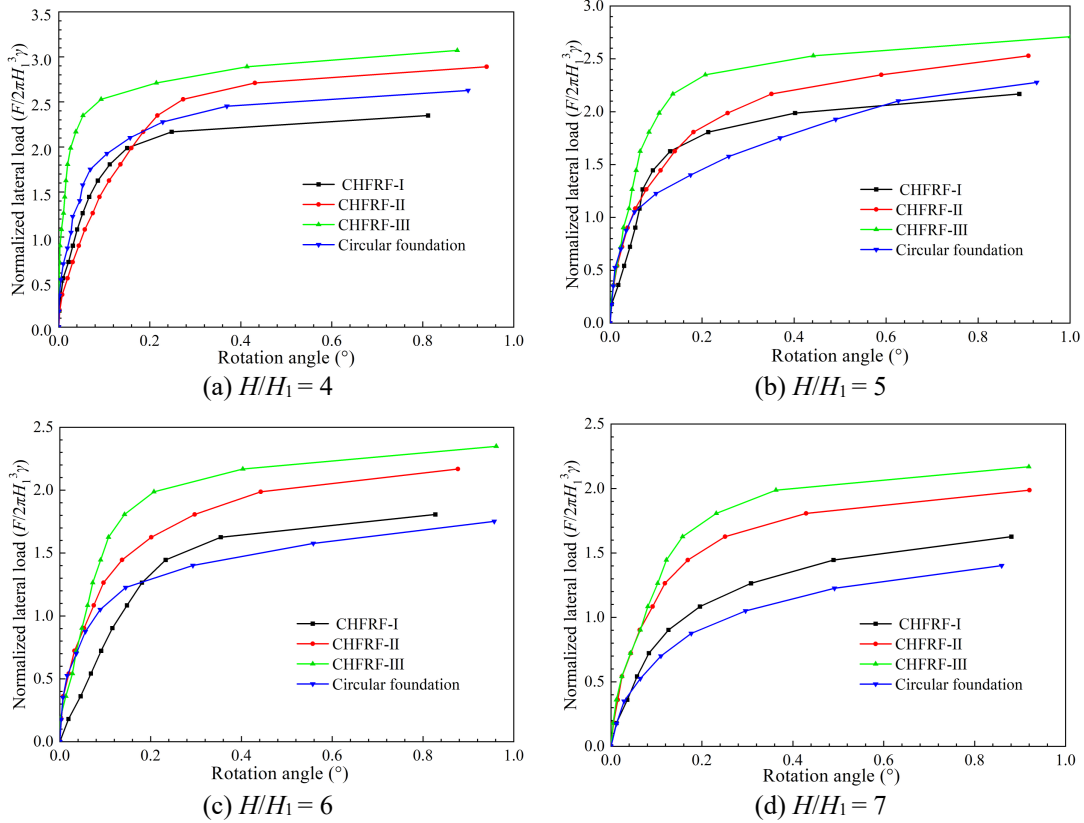 3.5
3.0
2.5
2.0
1.5
1.0
0.5
0.0
Normalized lateral load (F/2πH₁³γ)
CHFRF-I
CHFRF-II
CHFRF-III
Circular foundation
0.0 0.2 0.4 0.6 0.8 1.0
Rotation angle (°)
(a) H/H₁ = 4
3.0
2.5
2.0
1.5
1.0
0.5
0.0
Normalized lateral load (F/2πH₁³γ)
CHFRF-I
CHFRF-II
CHFRF-III
Circular foundation
0.0 0.2 0.4 0.6 0.8 1.0
Rotation angle (°)
(b) H/H₁ = 5
2.5
2.0
1.5
1.0
0.5
0.0
Normalized lateral load (F/2πH₁³γ)
CHFRF-I
CHFRF-II
CHFRF-III
Circular foundation
0.0 0.2 0.4 0.6 0.8 1.0
Rotation angle (°)
(c) H/H₁ = 6
2.5
2.0
1.5
1.0
0.5
0.0
Normalized lateral load (F/2πH₁³γ)
CHFRF-I
CHFRF-II
CHFRF-III
Circular foundation
0.0 0.2 0.4 0.6 0.8 1.0
Rotation angle (°)
(d) H/H₁ = 7